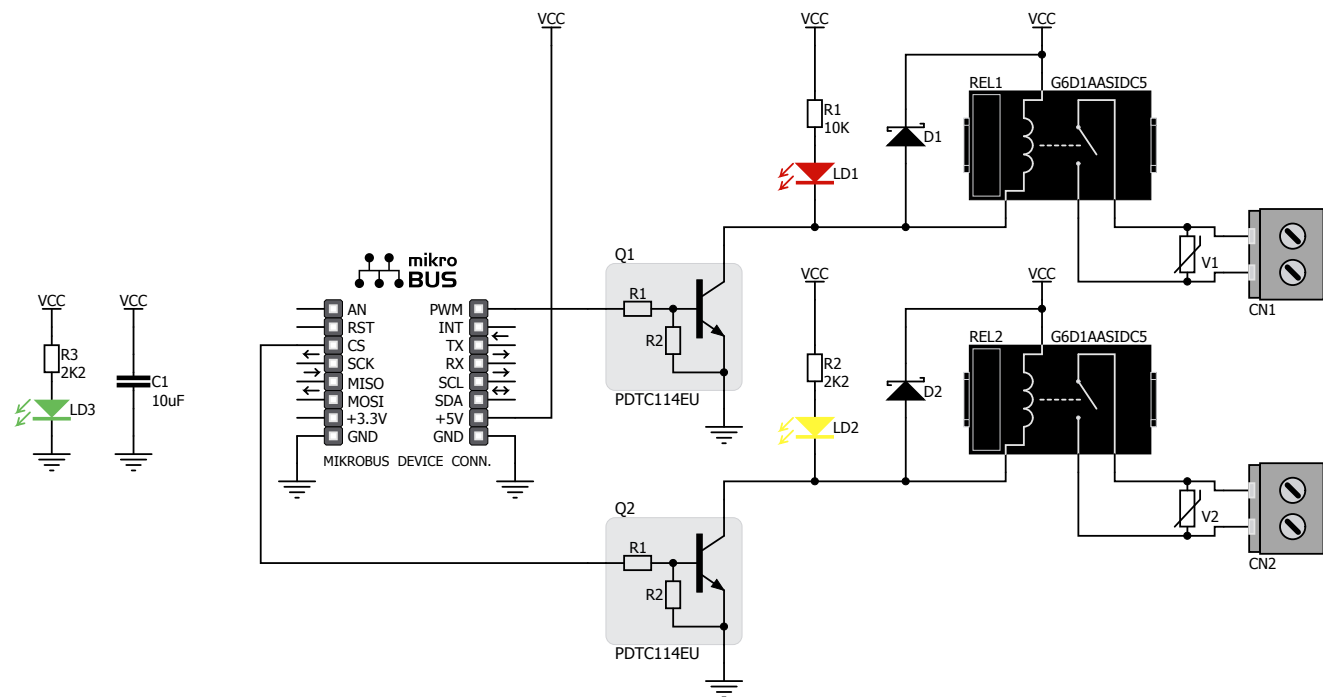 VCC
VCC
VCC
REL1
G6D1AASIDC5
R1
10K
D1
LD1
mikro
BUS
Q1
R1
R2
PDTC114EU
V1
CN1
VCC
VCC
R3
2K2
LD3
VCC
C1
10uF
AN
RST
CS
SCK
MISO
MOSI
+3.3V
GND
PWM
INT
TX
RX
SCL
SDA
+5V
GND
MIKROBUS DEVICE CONN.
VCC
REL2
G6D1AASIDC5
R2
2K2
D2
LD2
Q2
R1
R2
PDTC114EU
V2
CN2